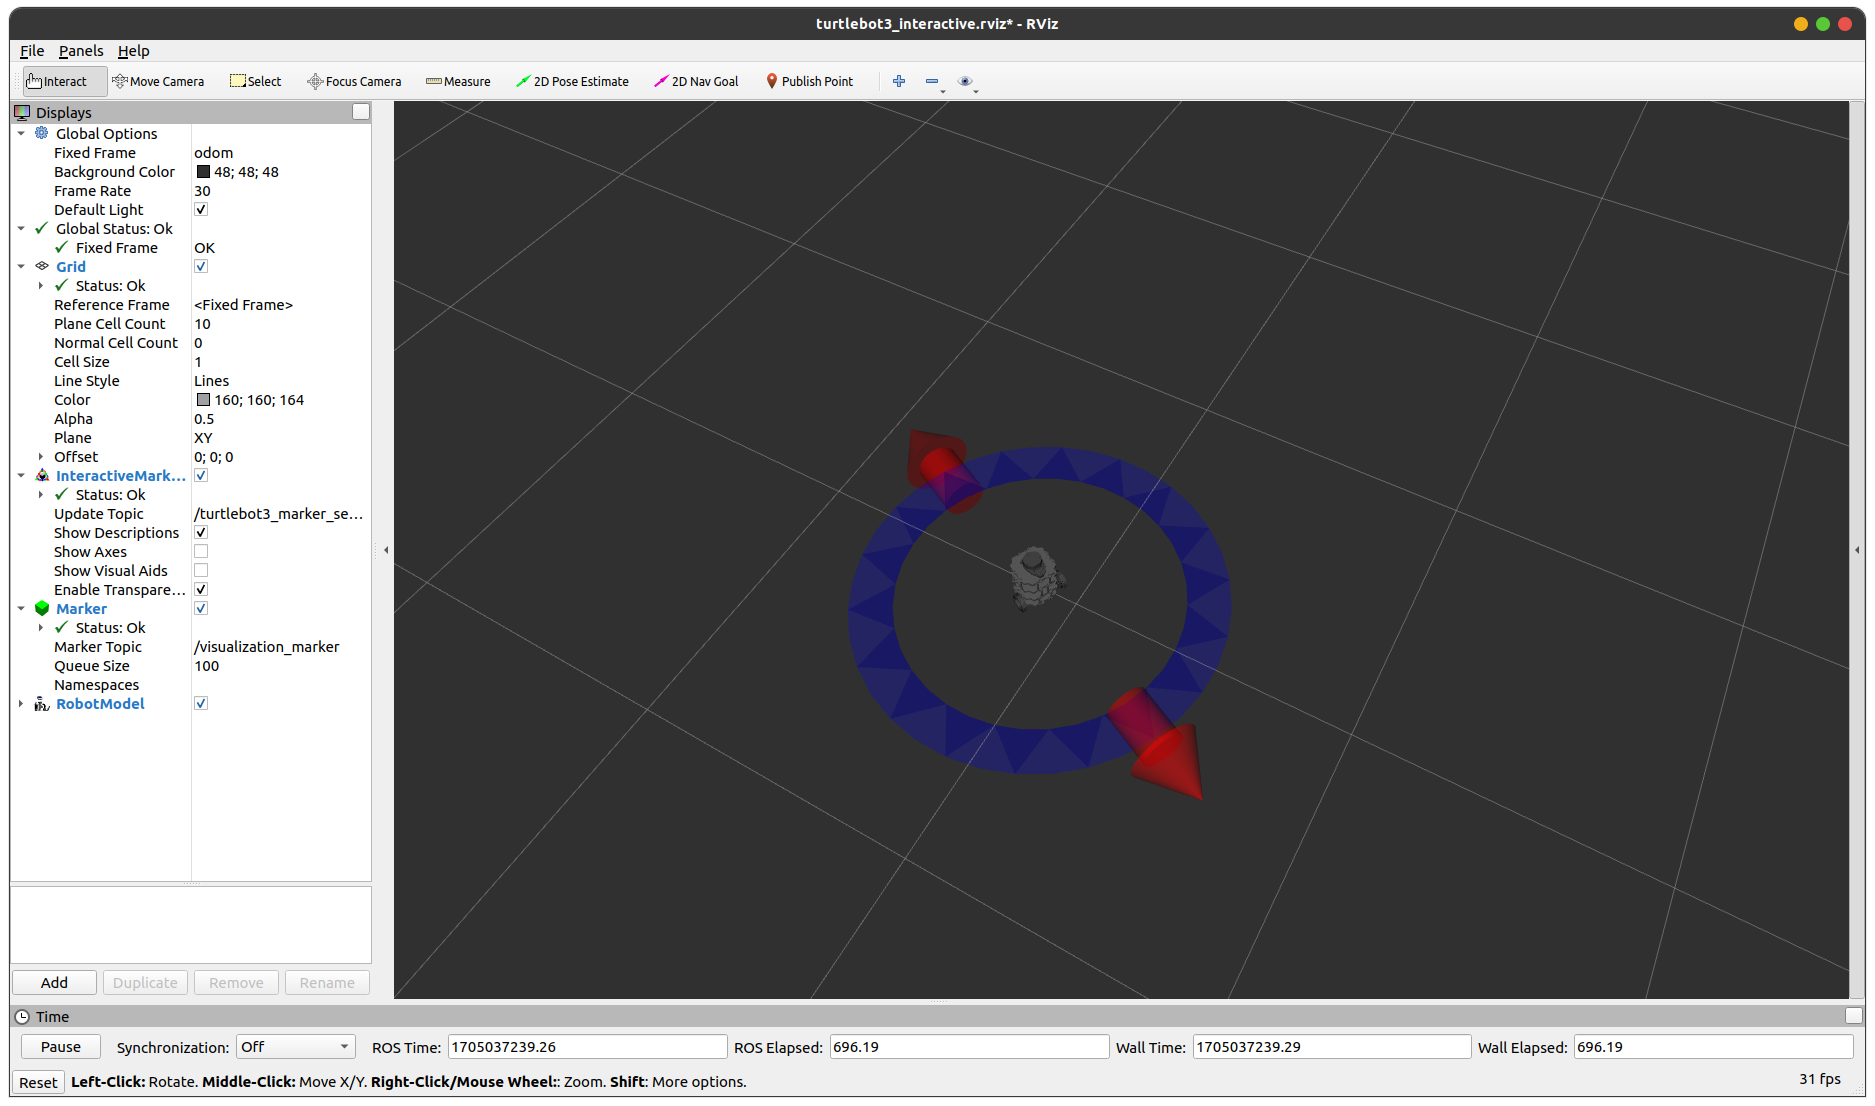 turtlebot3_interactive.rviz* - RViz
File Panels Help
Interact Move Camera Select Focus Camera Measure 2D Pose Estimate 2D Nav Goal Publish Point
Displays
Global Options
Fixed Frame odom
Background Color 48; 48; 48
Frame Rate 30
Default Light
Global Status: Ok
Fixed Frame OK
Grid
Status: Ok
Reference Frame <Fixed Frame>
Plane Cell Count 10
Normal Cell Count 0
Cell Size 1
Line Style Lines
Color 160; 160; 164
Alpha 0.5
Plane XY
Offset 0; 0; 0
InteractiveMark...
Status: Ok
Update Topic /turtlebot3_marker_se...
Show Descriptions
Show Axes
Show Visual Aids
Enable Transpare...
Marker
Status: Ok
Marker Topic /visualization_marker
Queue Size 100
Namespaces
RobotModel
Add Duplicate Remove Rename
Time
Pause Synchronization: Off ROS Time: 1705037239.26 ROS Elapsed: 696.19 Wall Time: 1705037239.29 Wall Elapsed: 696.19
Reset Left-Click: Rotate. Middle-Click: Move X/Y. Right-Click/Mouse Wheel:: Zoom. Shift: More options. 31 fps